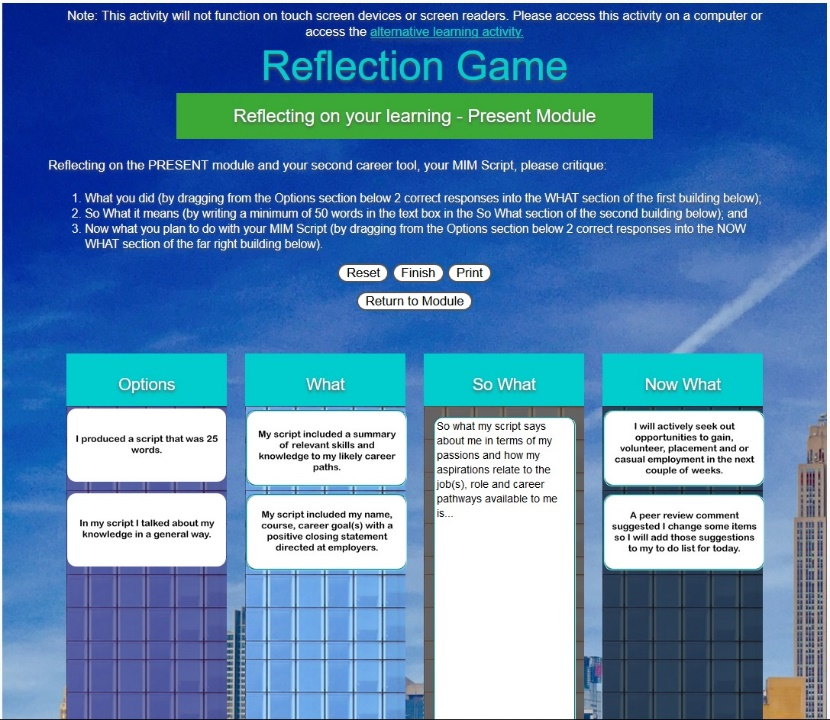 Note: This activity will not function on touch screen devices or screen readers. Please access this activity on a computer or
access the alternative learning activity.
Reflection Game
Reflecting on your learning - Present Module
Reflecting on the PRESENT module and your second career tool, your MIM Script, please critique:
1. What you did (by dragging from the Options section below 2 correct responses into the WHAT section of the first building below);
2. So What it means (by writing a minimum of 50 words in the text box in the So What section of the second building below); and
3. Now what you plan to do with your MIM Script (by dragging from the Options section below 2 correct responses into the NOW
WHAT section of the far right building below).
Reset Finish Print
Return to Module
Options
I produced a script that was 25
words.
In my script I talked about my
knowledge in a general way.
What
My script included a summary
of relevant skills and
knowledge to my likely career
paths.
My script included my name,
course, career goal(s) with a
positive closing statement
directed at employers.
So What
So what my script says
about me in terms of my
passions and how my
aspirations relate to the
job(s), role and career
pathways available to me
is...
Now What
I will actively seek out
opportunities to gain,
volunteer, placement and or
casual employment in the next
couple of weeks.
A peer review comment
suggested I change some items
so I will add those suggestions
to my to do list for today.